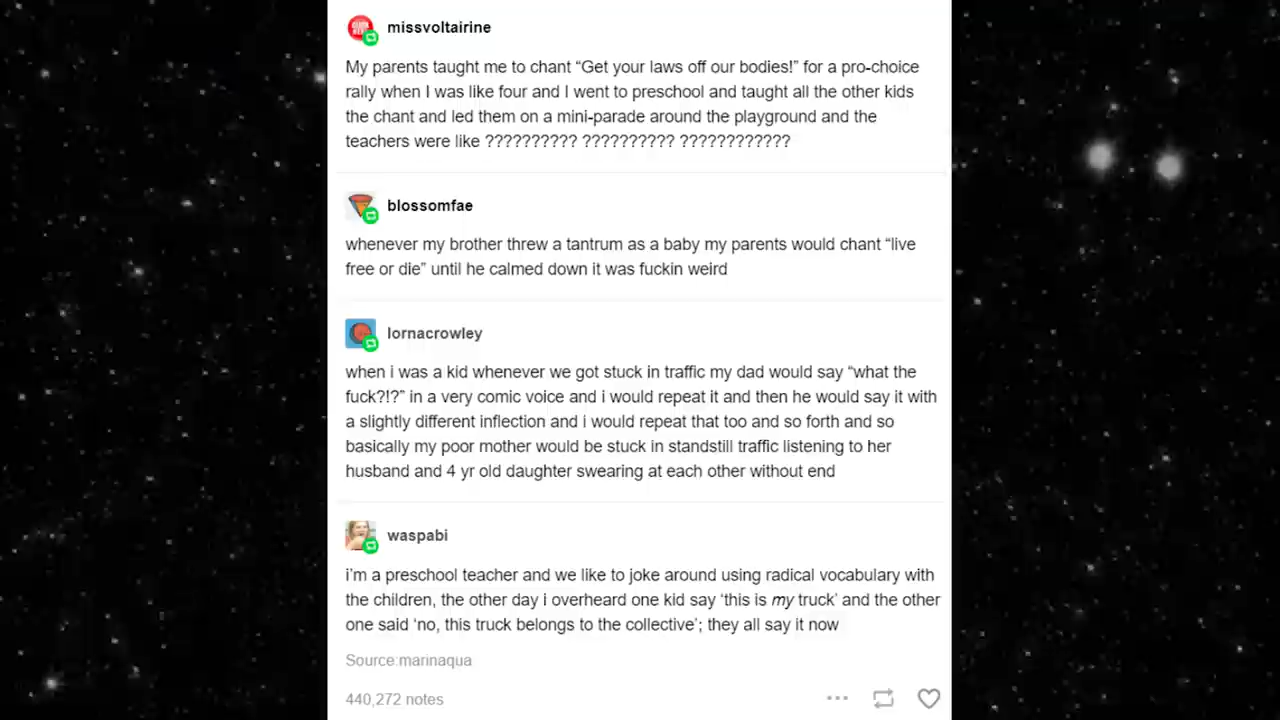 missvoltairine
My parents taught me to chant “Get your laws off our bodies!” for a pro-choice
rally when I was like four and I went to preschool and taught all the other kids
the chant and led them on a mini-parade around the playground and the
teachers were like ?????????? ?????????? ????????????
blossomfae
whenever my brother threw a tantrum as a baby my parents would chant “live
free or die” until he calmed down it was fuckin weird
lornacrowley
when i was a kid whenever we got stuck in traffic my dad would say “what the
fuck?!?” in a very comic voice and i would repeat it and then he would say it with
a slightly different inflection and i would repeat that too and so forth and so
basically my poor mother would be stuck in standstill traffic listening to her
husband and 4 yr old daughter swearing at each other without end
waspabi
i’m a preschool teacher and we like to joke around using radical vocabulary with
the children, the other day i overheard one kid say ‘this is my truck’ and the other
one said ‘no, this truck belongs to the collective’; they all say it now
Source:marinaqua
440,272 notes